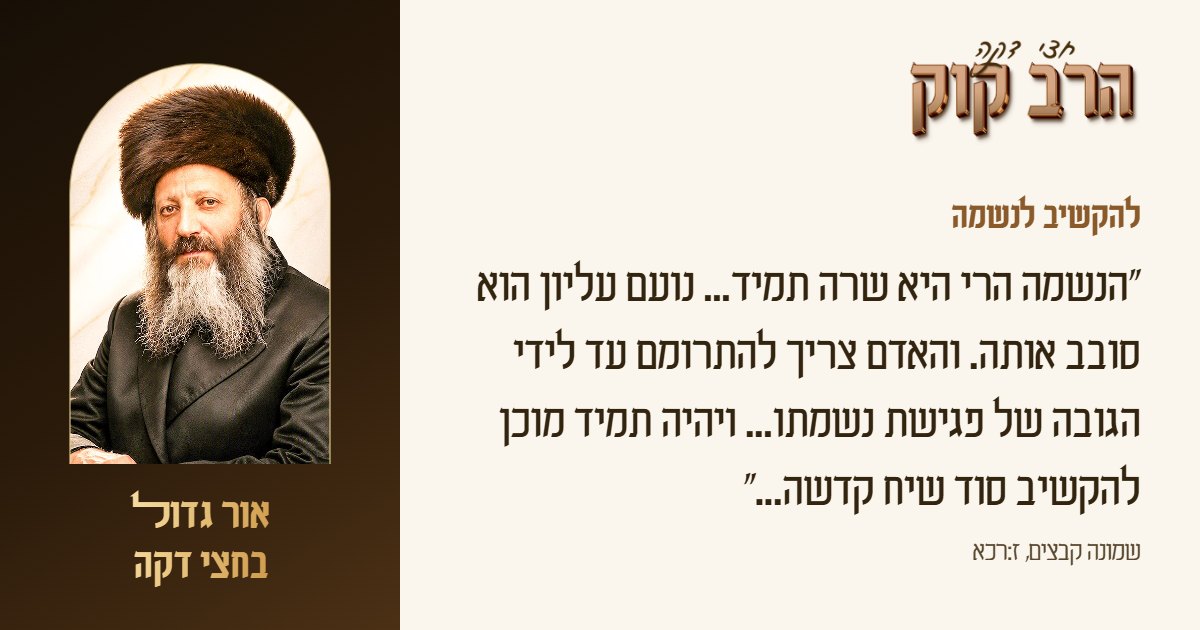 חצי דקה
הרב קוק
להקשיב לנשמה
"הנשמה הרי היא שרה תמיד... נועם עליון הוא
סובב אותה. והאדם צריך להתרומם עד לידי
הגובה של פגישת נשמתו... ויהיה תמיד מוכן
להקשיב סוד שיח קדשה..."
שמונה קבצים, ז:רכא
אור גדול
בחצי דקה